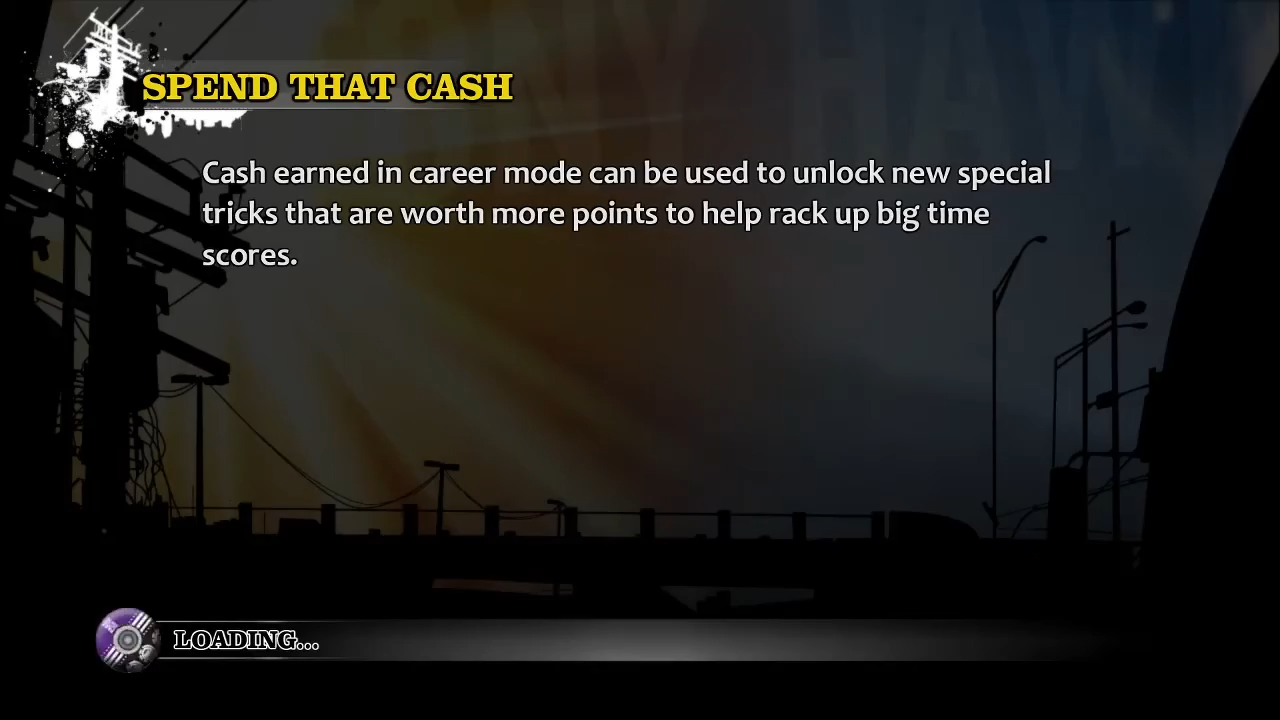 SPEND THAT CASH
Cash earned in career mode can be used to unlock new special
tricks that are worth more points to help rack up big time
scores.
LOADING...